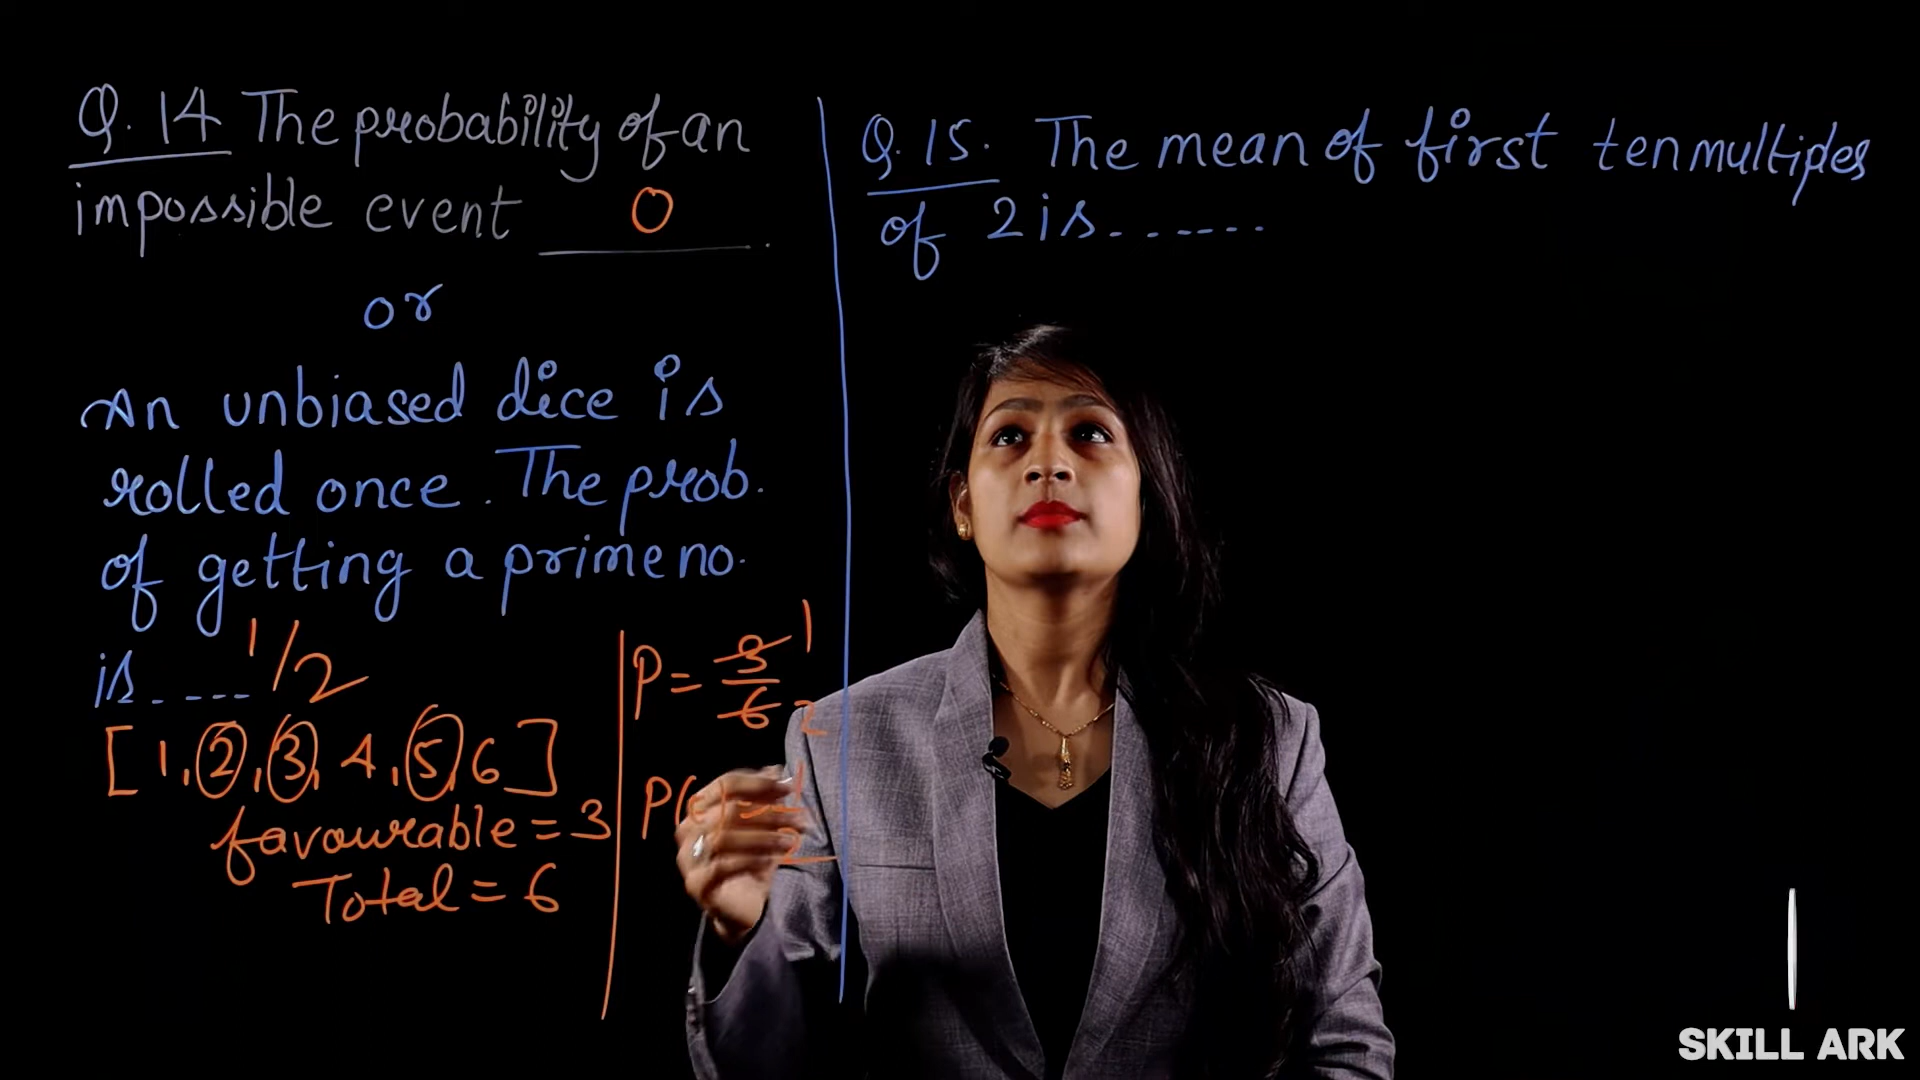 Q. 14 The probability of an
impossible event 0 .
or
An unbiased dice is
rolled once. The prob.
of getting a prime no.
is..... 1/2
[1,2,3,4,5,6]
favourable = 3
Total = 6
P = 3/6 1 2
Q. 15. The mean of first ten multiples
of 2 is.......
SKILL ARK